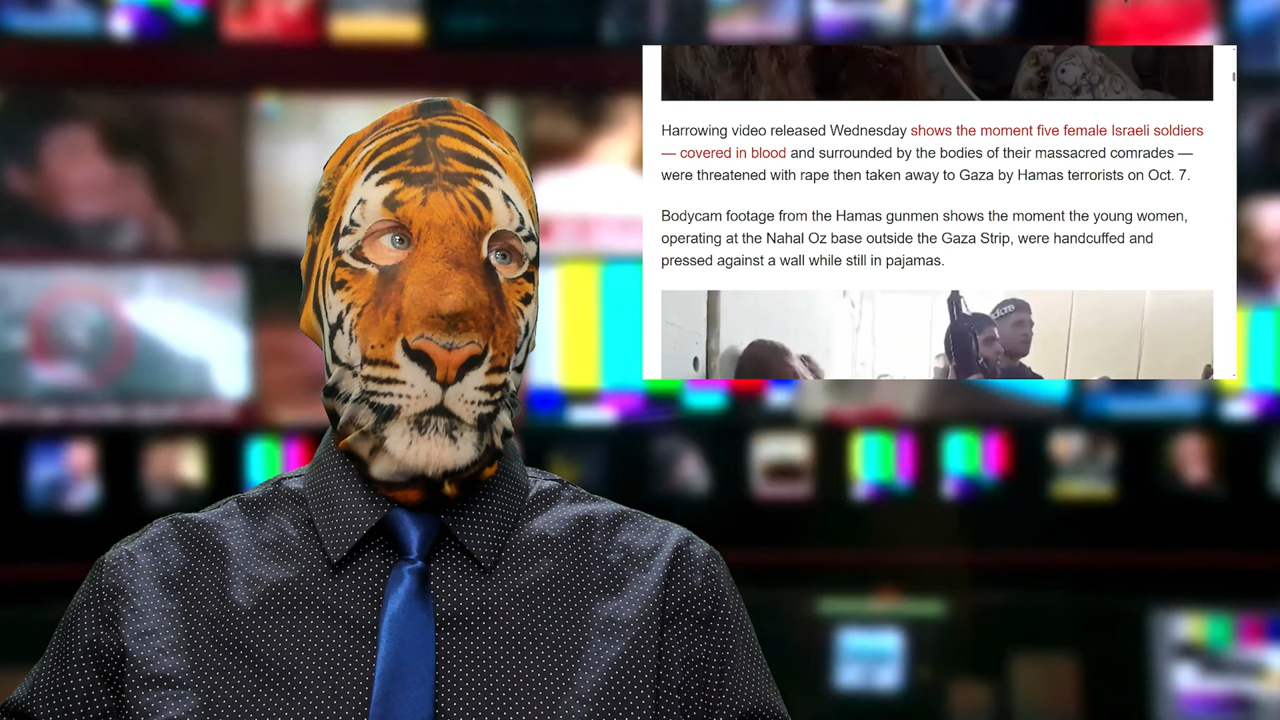 Harrowing video released Wednesday shows the moment five female Israeli soldiers
— covered in blood and surrounded by the bodies of their massacred comrades —
were threatened with rape then taken away to Gaza by Hamas terrorists on Oct. 7.
Bodycam footage from the Hamas gunmen shows the moment the young women,
operating at the Nahal Oz base outside the Gaza Strip, were handcuffed and
pressed against a wall while still in pajamas.